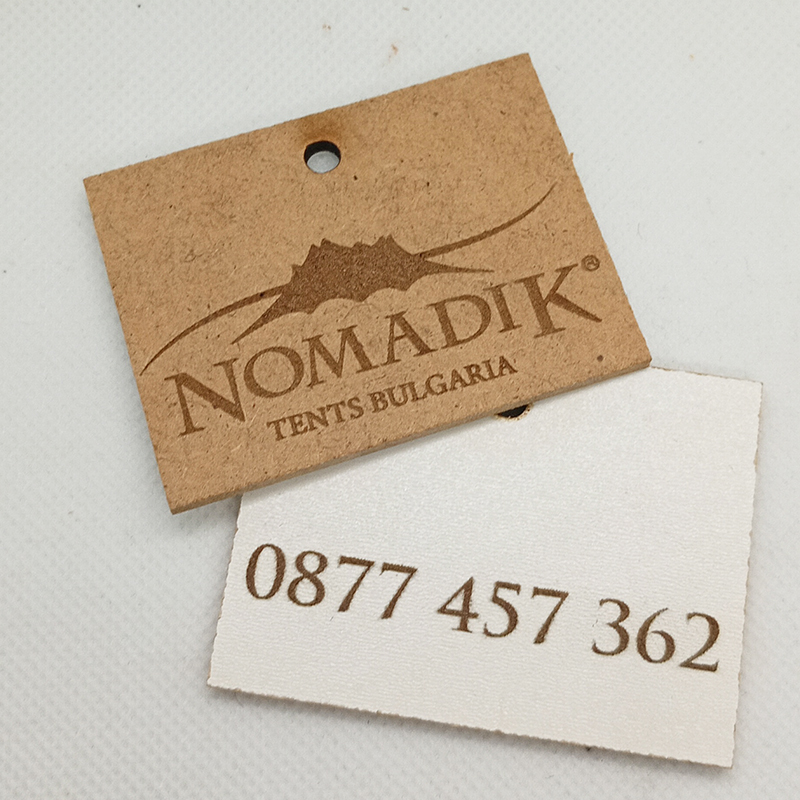 NOMADIK®
TENTS BULGARIA
0877 457 362